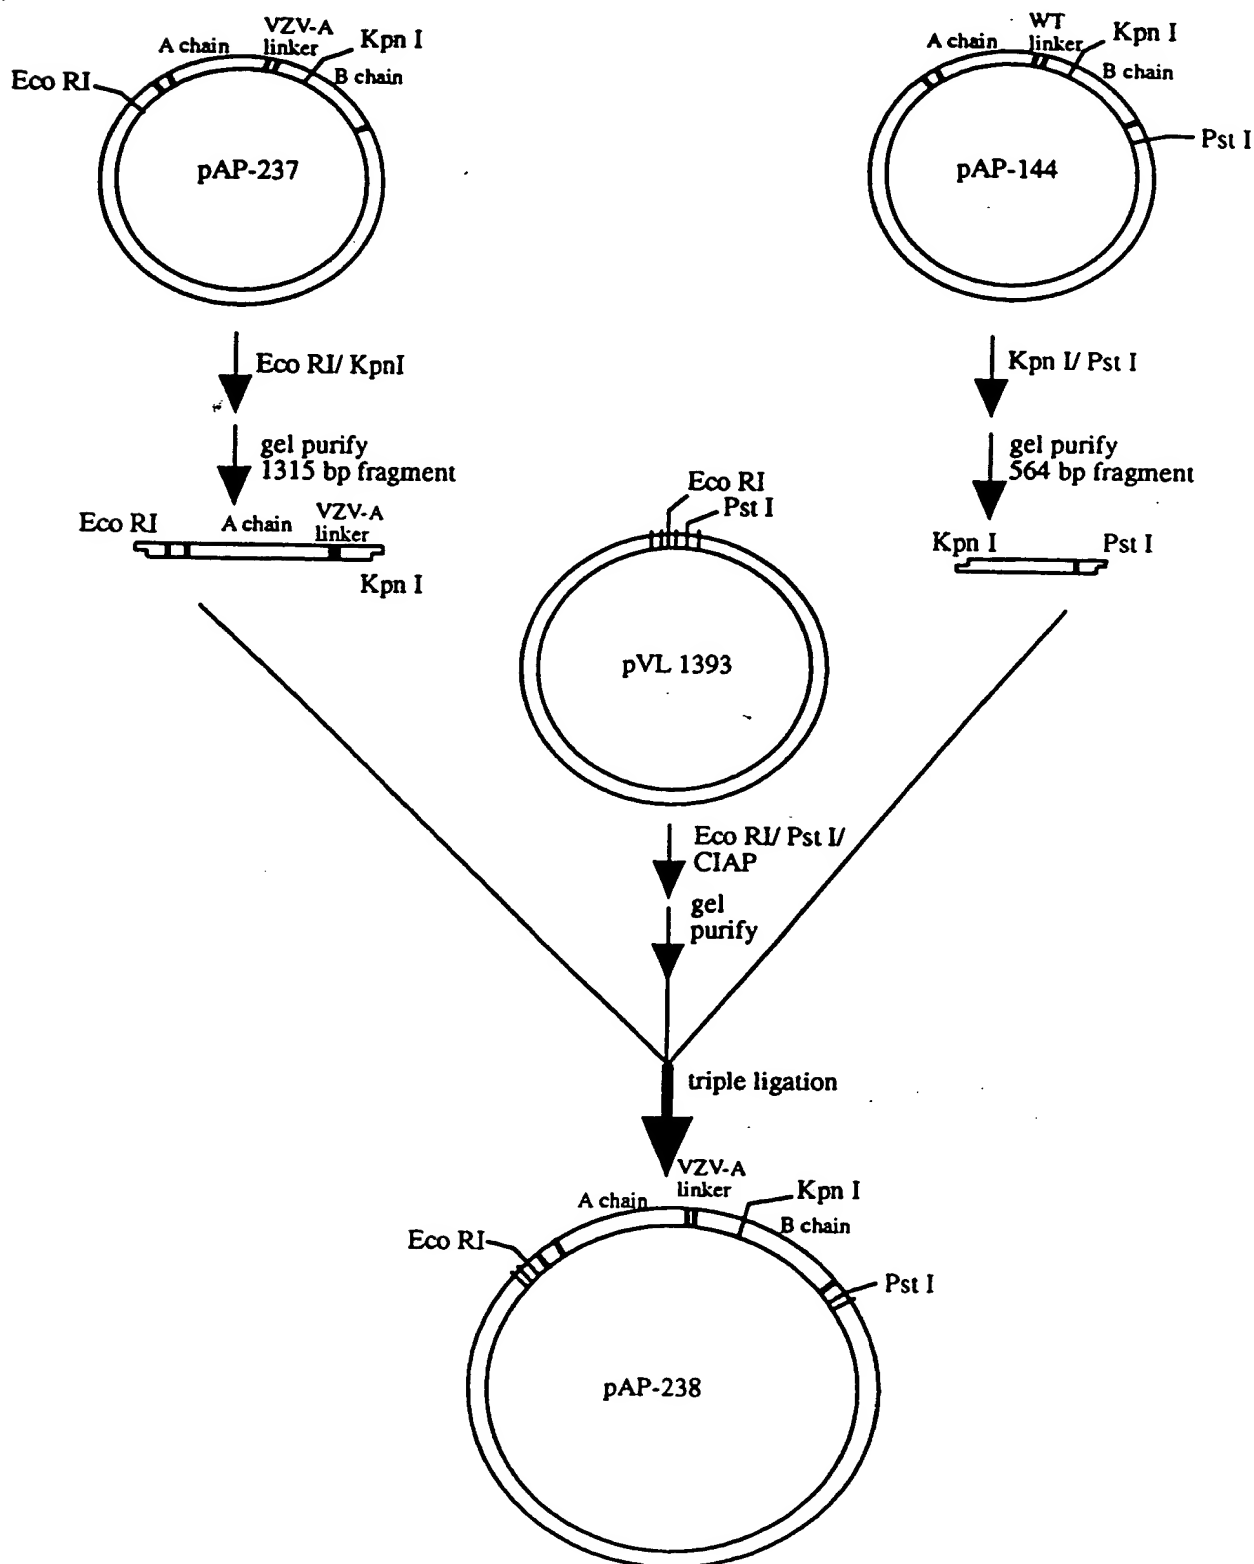 A chain
VZV-A
linker
Kpn I
Eco RI
B chain
pAP-237
A chain
WT
linker
Kpn I
B chain
Pst I
pAP-144
Eco RI/ KpnI
gel purify
1315 bp fragment
Kpn I/ Pst I
gel purify
564 bp fragment
Eco RI
A chain
VZV-A
linker
Kpn I
Eco RI
Pst I
pVL 1393
Kpn I
Pst I
Eco RI/ Pst I/
CIAP
gel
purify
triple ligation
A chain
VZV-A
linker
Kpn I
B chain
Eco RI
Pst I
pAP-238